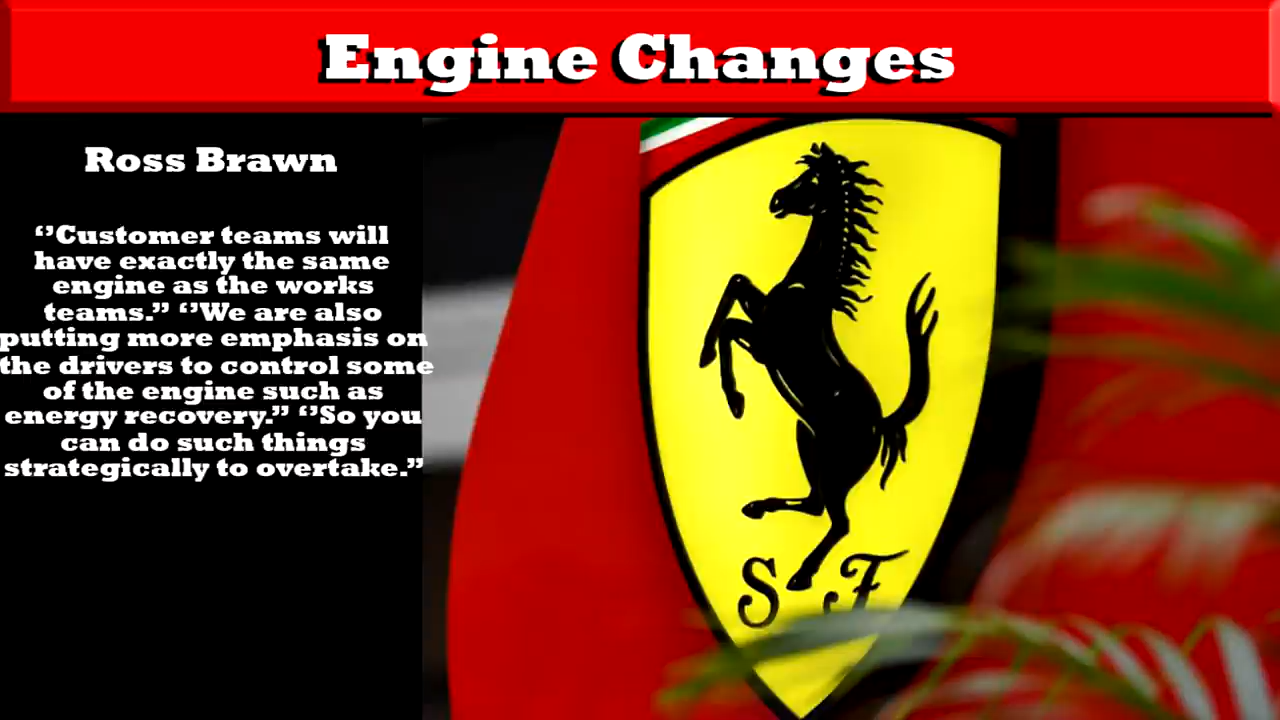 Engine Changes
Ross Brawn
‘’Customer teams will
have exactly the same
engine as the works
teams.” ‘’We are also
putting more emphasis on
the drivers to control some
of the engine such as
energy recovery.” ‘’So you
can do such things
strategically to overtake.”
S F